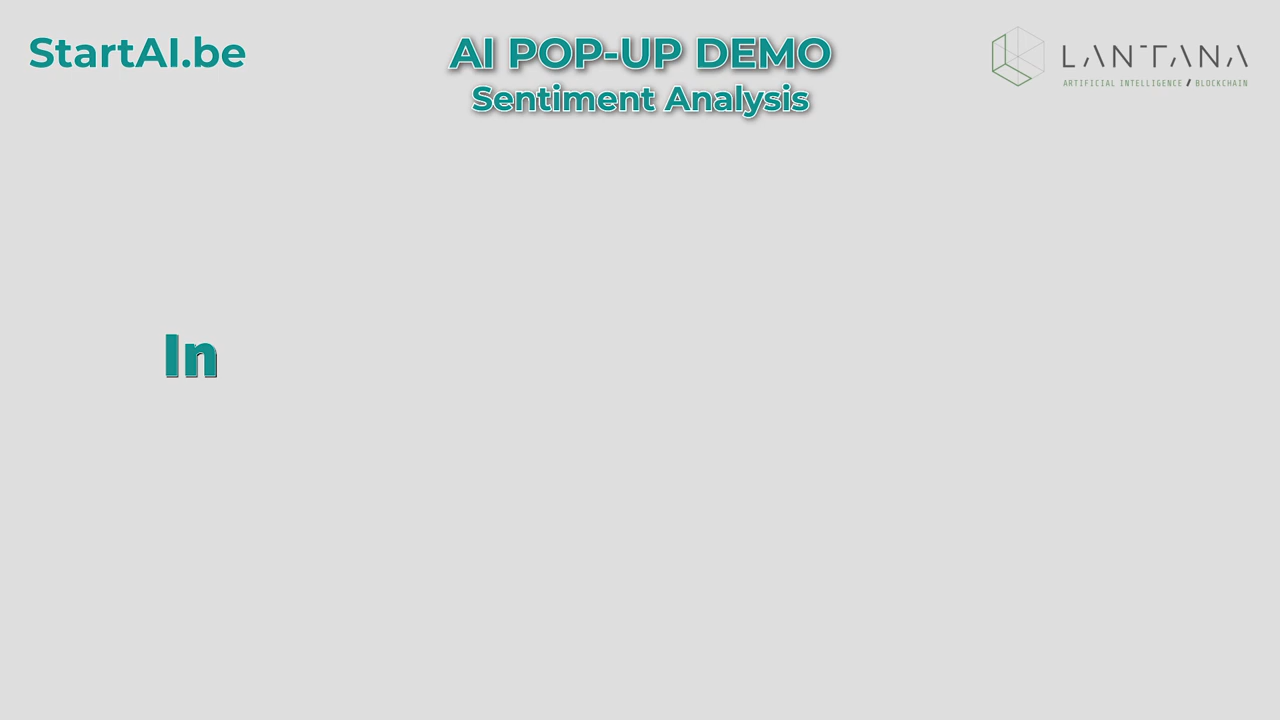 StartAI.be
AI POP-UP DEMO
Sentiment Analysis
LANTANA
ARTIFICIAL INTELLIGENCE / BLOCKCHAIN
In